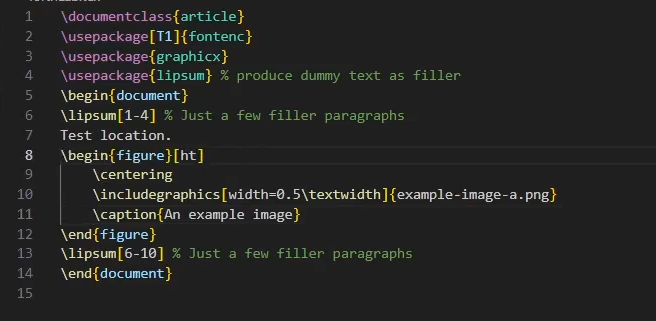 1 \documentclass{article}
2 \usepackage[T1]{fontenc}
3 \usepackage{graphicx}
4 \usepackage{lipsum} % produce dummy text as filler
5 \begin{document}
6 \lipsum[1-4] % Just a few filler paragraphs
7 Test location.
8 \begin{figure}[ht]
9     \centering
10     \includegraphics[width=0.5\textwidth]{example-image-a.png}
11     \caption{An example image}
12 \end{figure}
13 \lipsum[6-10] % Just a few filler paragraphs
14 \end{document}
15